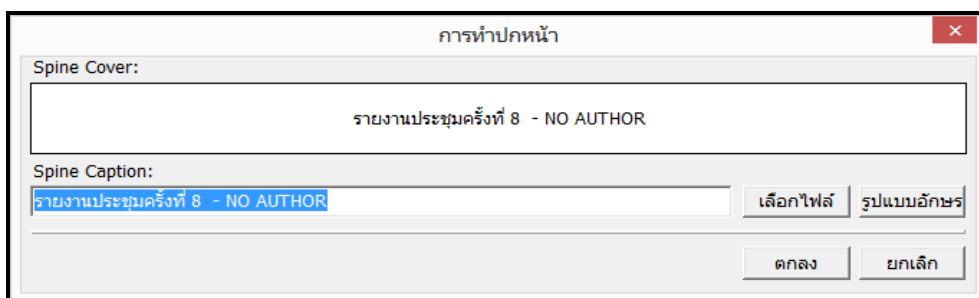 การทำปกหน้า
Spine Cover:
รายงานประชุมครั้งที่ 8  - NO AUTHOR
Spine Caption:
รายงานประชุมครั้งที่ 8  - NO AUTHOR เลือกไฟล์ รูปแบบอักษร
ตกลง ยกเลิก